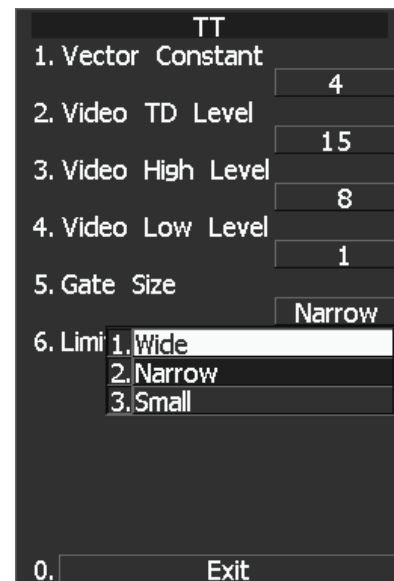 TT
1. Vector Constant
4
2. Video TD Level
15
3. Video High Level
8
4. Video Low Level
1
5. Gate Size
Narrow
6. Limi
1. Wide
2. Narrow
3. Small
0. Exit